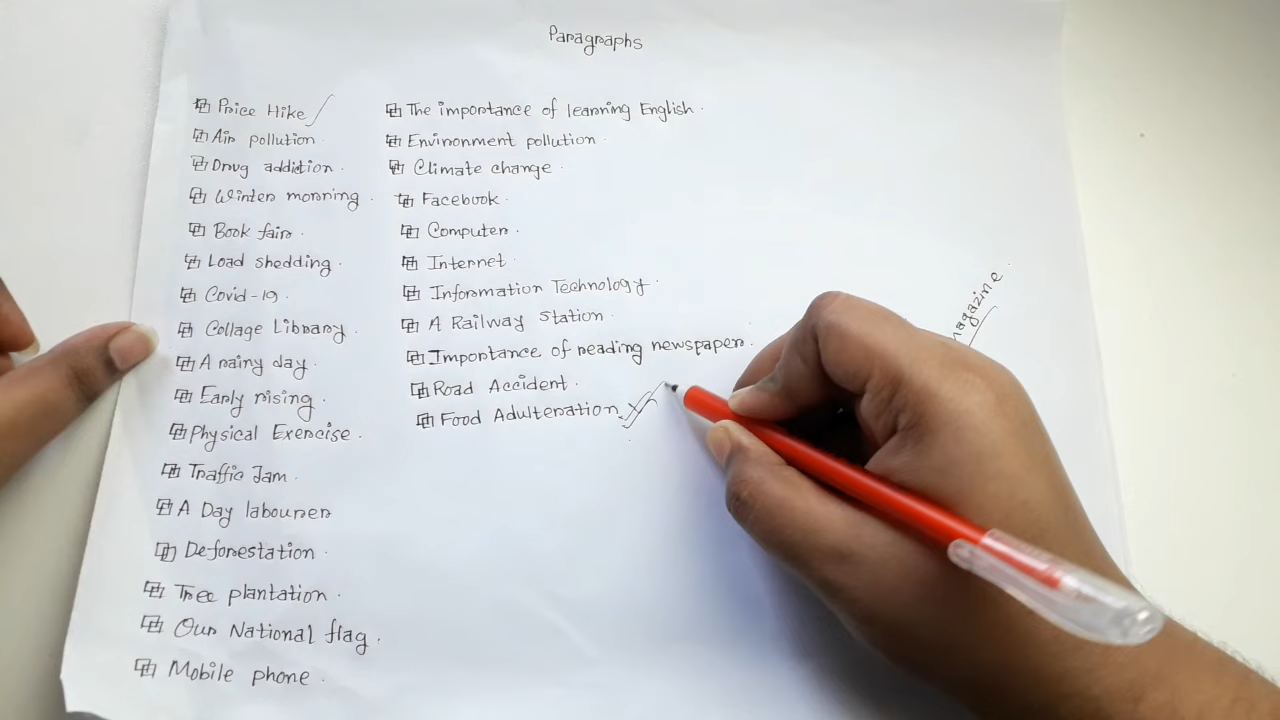 Paragraphs
Price Hike
Air pollution.
Drug addiction.
Winter morning.
Book fair.
Load shedding.
Covid-19.
Collage Library.
A rainy day.
Early rising.
Physical Exercise.
Traffic Jam.
A Day labourer
Deforestation.
Tree plantation.
Our National flag.
Mobile phone.
The importance of learning English.
Environment pollution.
Climate change.
Facebook.
Computer.
Internet.
Information Technology.
A Railway Station.
Importance of reading newspaper.
Road Accident.
Food Adulteration